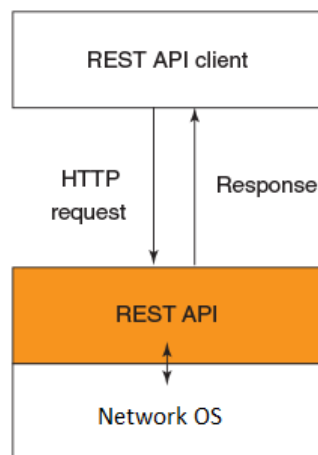 REST API client
HTTP
request
Response
REST API
Network OS